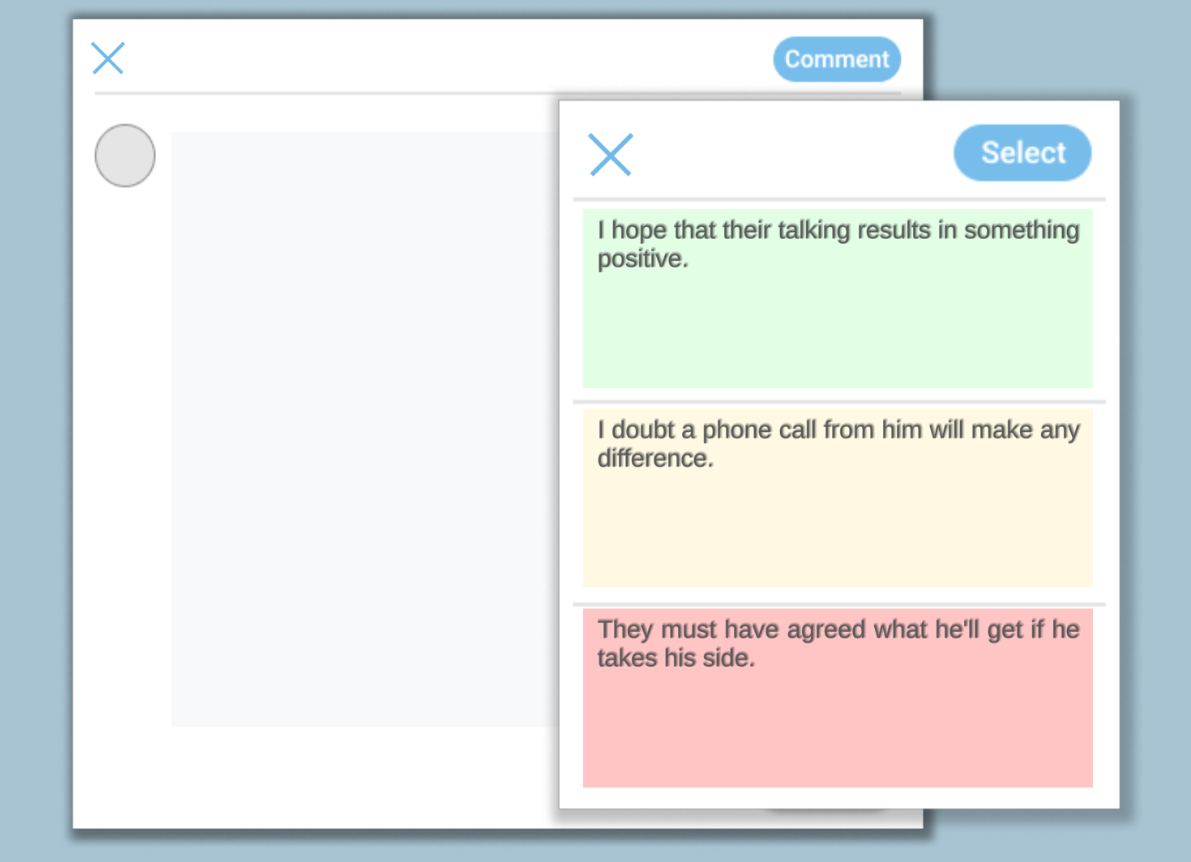 Comment
Select
I hope that their talking results in something
positive.
I doubt a phone call from him will make any
difference.
They must have agreed what he'll get if he
takes his side.